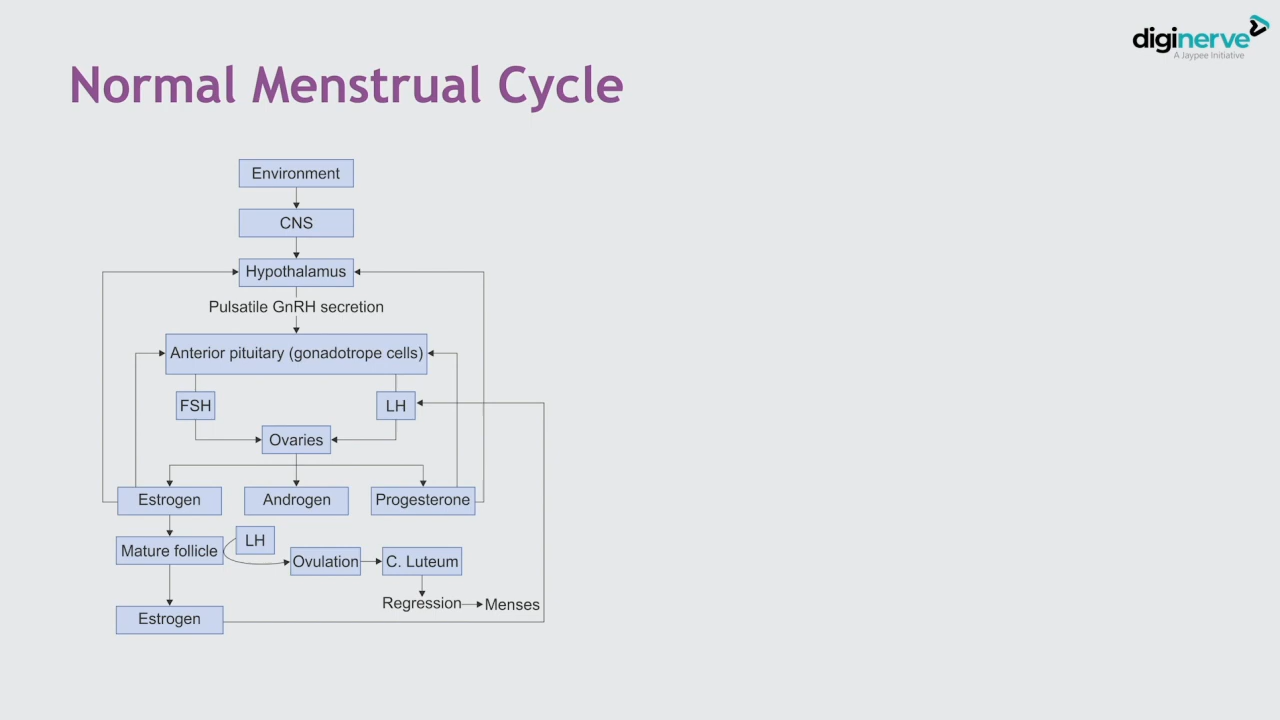 diginerve
A Jaypee Initiative
Normal Menstrual Cycle
Environment
CNS
Hypothalamus
Pulsatile GnRH secretion
Anterior pituitary (gonadotrope cells)
FSH
LH
Ovaries
Estrogen
Androgen
Progesterone
LH
Mature follicle
Ovulation
C. Luteum
Regression
Menses
Estrogen